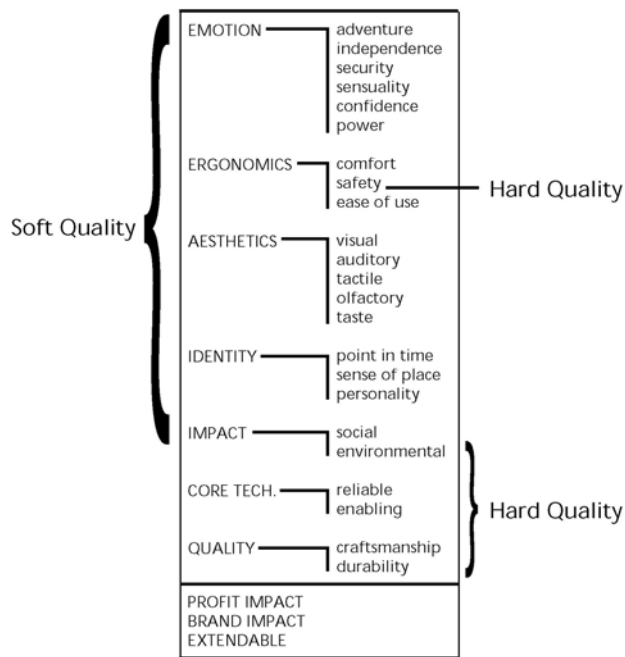 EMOTION adventure
independence
security
sensuality
confidence
power
ERGONOMICS comfort
safety Hard Quality
ease of use
Soft Quality
AESTHETICS visual
auditory
tactile
olfactory
taste
IDENTITY point in time
sense of place
personality
IMPACT social
environmental
CORE TECH. reliable
enabling
Hard Quality
QUALITY craftsmanship
durability
PROFIT IMPACT
BRAND IMPACT
EXTENDABLE